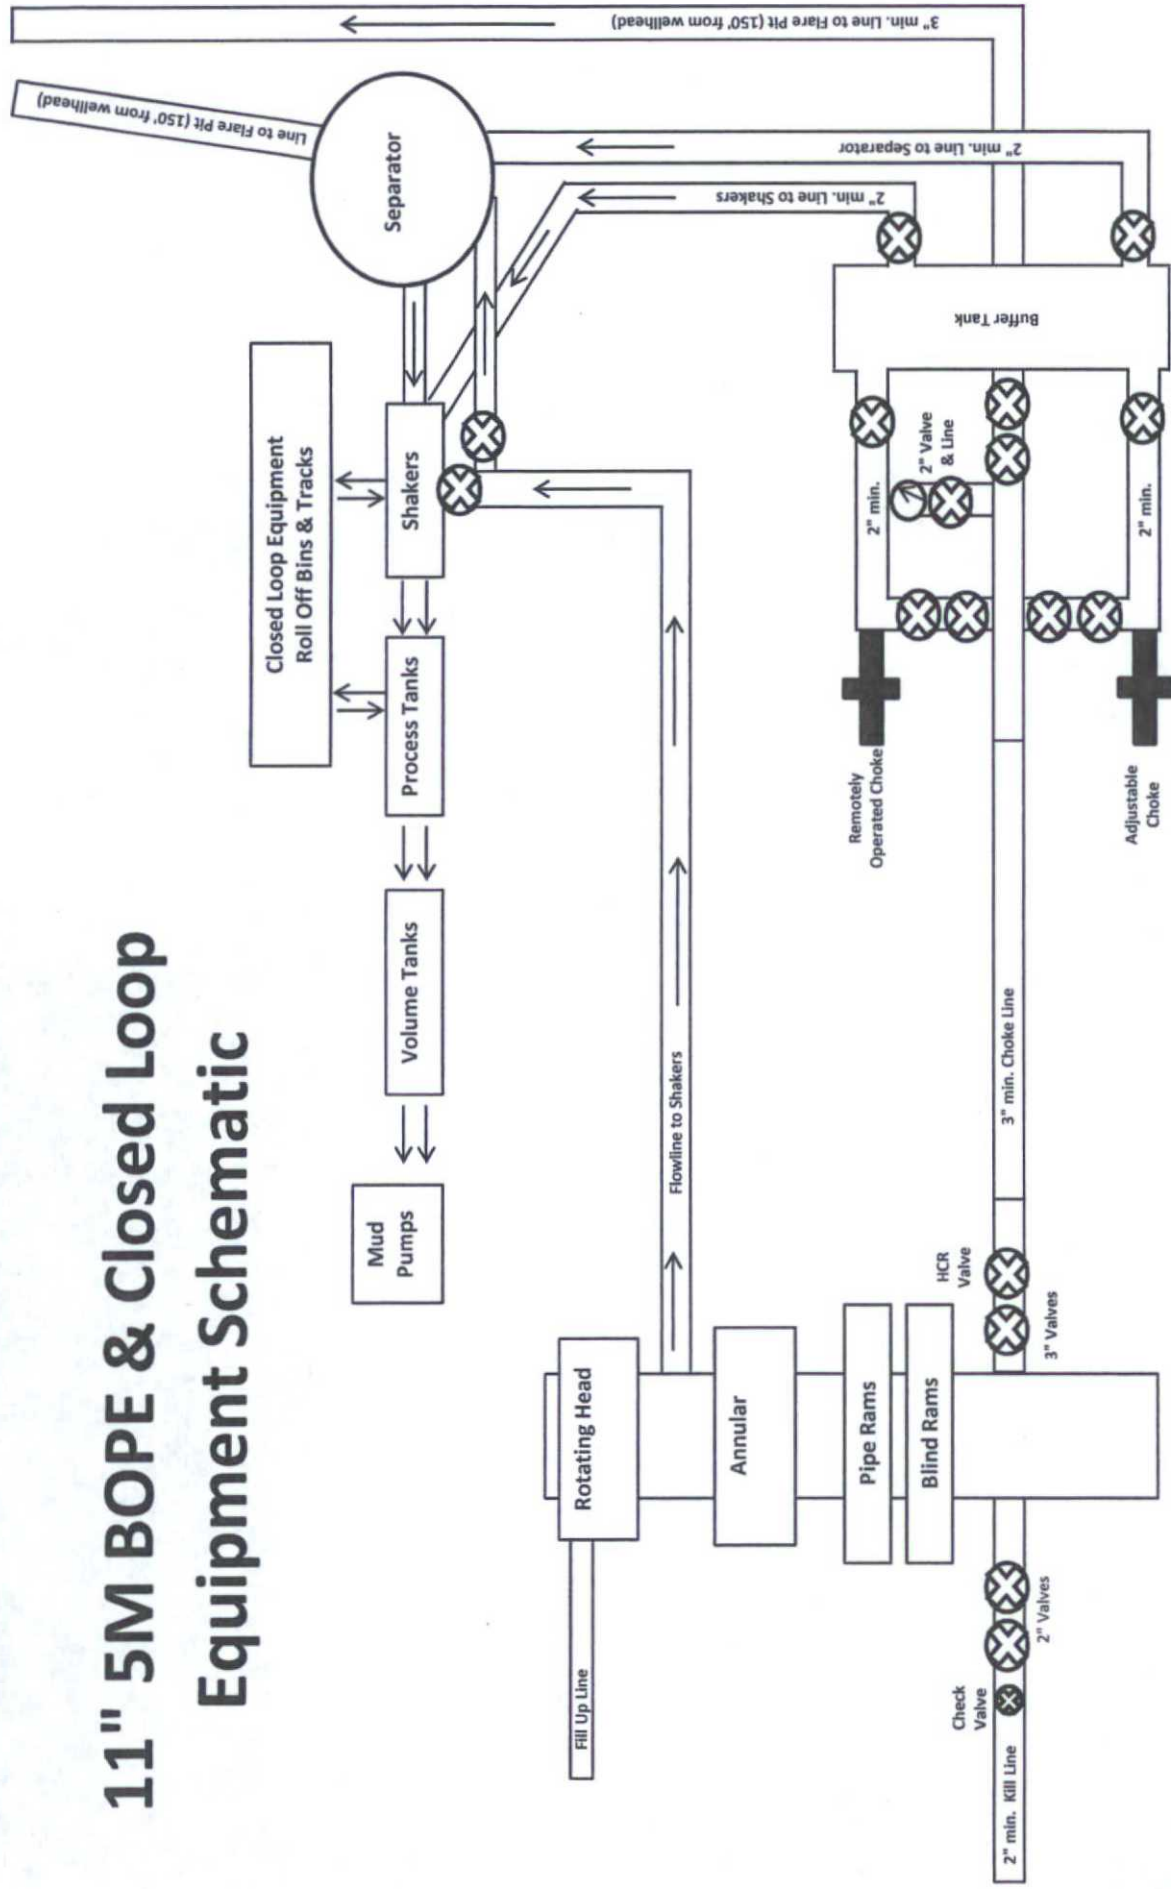 11" 5M BOPE & Closed Loop
Equipment Schematic
Closed Loop Equipment
Roll Off Bins & Tracks
Mud
Pumps
Volume Tanks
Process Tanks
Shakers
Separator
Line to Flare Pit (150' from wellhead)
3" min. Line to Flare Pit (150' from wellhead)
2" min. Line to Separator
2" min. Line to Shakers
Fill Up Line
Rotating Head
Flowline to Shakers
Annular
Pipe Rams
Blind Rams
Remotely
Operated Choke
2" min.
2" Valve
& Line
Buffer Tank
Check
Valve
HCR
Valve
2" min. Kill Line
2" Valves
3" Valves
3" min. Choke Line
Adjustable
Choke
2" min.